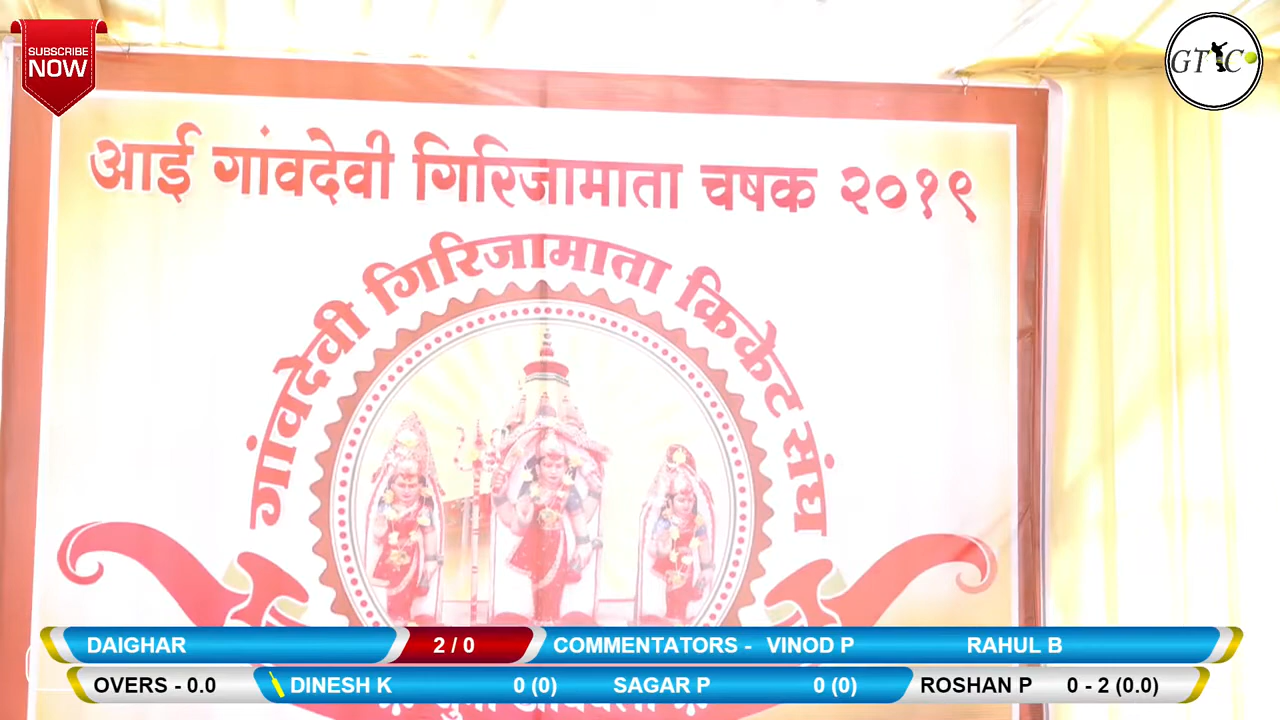 SUBSCRIBE
NOW
GTC
आई गांवदेवी गिरिजामाता चषक २०१९
गांवदेवी गिरिजामाता क्रिकेट संघ
DAIGHAR 2 / 0 COMMENTATORS - VINOD P RAHUL B
OVERS - 0.0 DINESH K 0 (0) SAGAR P 0 (0) ROSHAN P 0 - 2 (0.0)